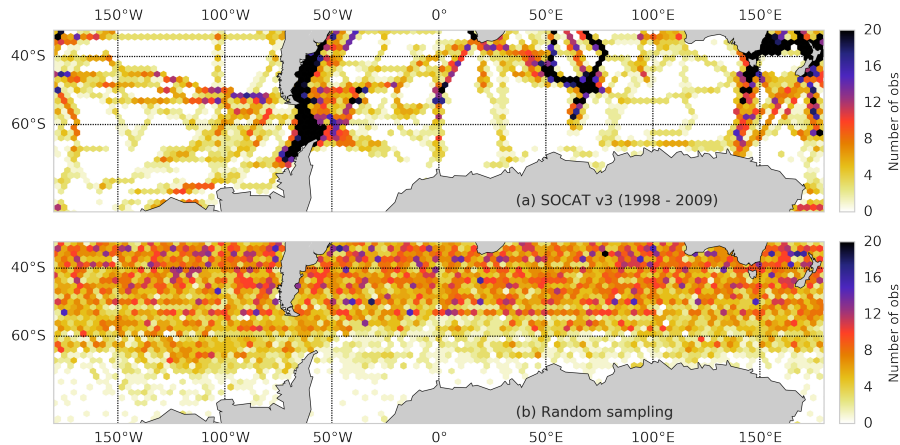 150°W 100°W 50°W 0° 50°E 100°E 150°E
40°S
60°S
(a) SOCAT v3 (1998 - 2009)
20
16
12
8
4
0
Number of obs
40°S
60°S
(b) Random sampling
20
16
12
8
4
0
Number of obs
150°W 100°W 50°W 0° 50°E 100°E 150°E